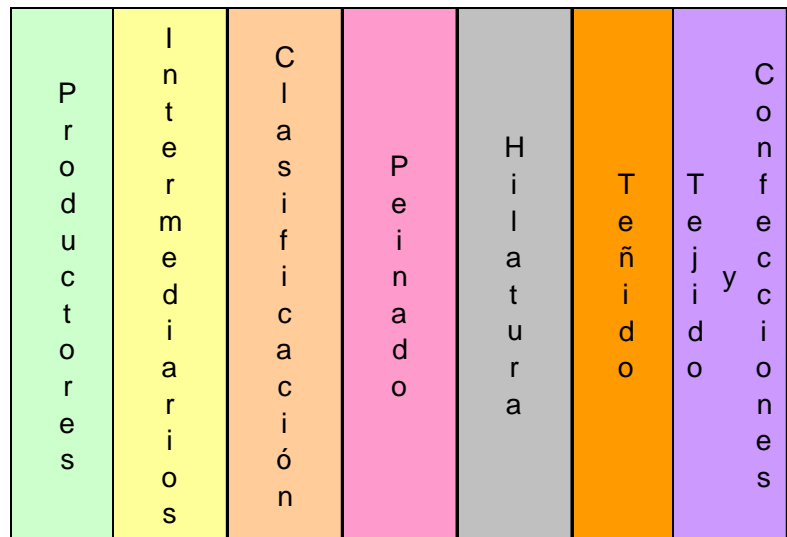 Productores
Intermediarios
Clasificación
Peinado
Hilatura
Teñido
Tejido
y
Confecciones